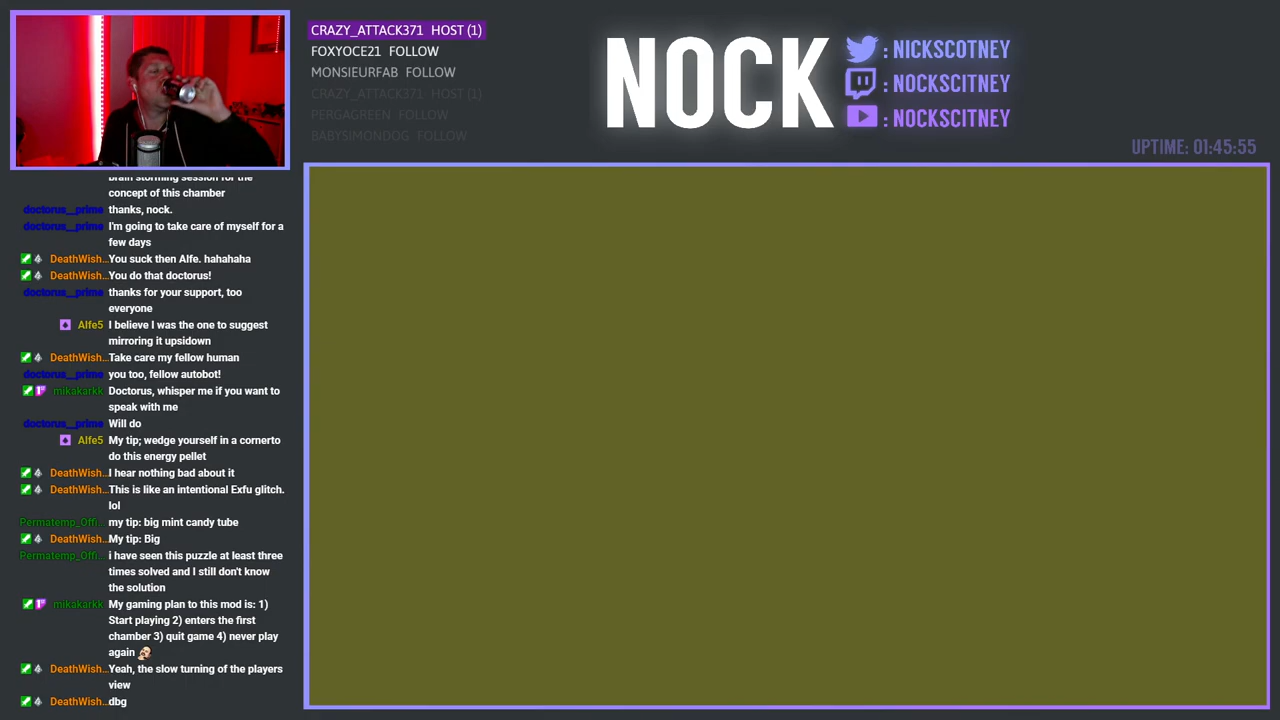 CRAZY_ATTACK371 HOST (1)
FOXYOCE21 FOLLOW
MONSIEURFAB FOLLOW
CRAZY_ATTACK371 HOST (1)
PERGAGREEN FOLLOW
BABYSIMONDOG FOLLOW
NOCK
: NICKSCOTNEY
: NOCKSCITNEY
: NOCKSCITNEY
UPTIME: 01:45:55
brain storming session for the
concept of this chamber
doctorus__prime thanks, nock.
doctorus__prime I'm going to take care of myself for a
few days
DeathWish... You suck then Alfe. hahahaha
DeathWish... You do that doctorus!
doctorus__prime thanks for your support, too
everyone
Alfe5 I believe I was the one to suggest
mirroring it upsidown
DeathWish... Take care my fellow human
doctorus__prime you too, fellow autobot!
mikakarkk Doctorus, whisper me if you want to
speak with me
doctorus__prime Will do
Alfe5 My tip; wedge yourself in a cornerto
do this energy pellet
DeathWish... I hear nothing bad about it
DeathWish... This is like an intentional Exfu glitch.
lol
Permatemp_Offi... my tip: big mint candy tube
DeathWish... My tip: Big
Permatemp_Offi... i have seen this puzzle at least three
times solved and I still don't know
the solution
mikakarkk My gaming plan to this mod is: 1)
Start playing 2) enters the first
chamber 3) quit game 4) never play
again
DeathWish... Yeah, the slow turning of the players
view
DeathWish... dbg